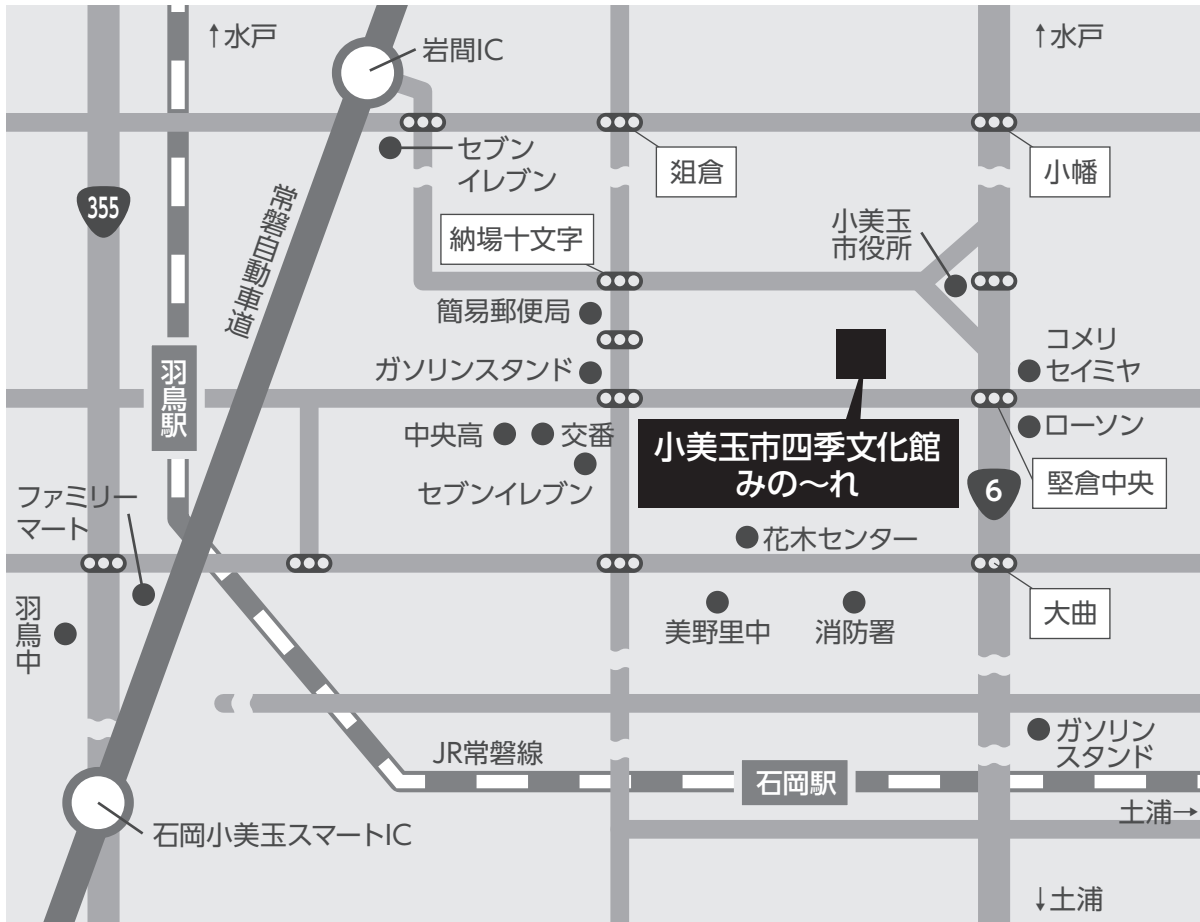 ↑水戸
岩間IC
↑水戸
セブン
イレブン
爼倉
小幡
355
常磐自動車道
納場十文字
小美玉
市役所
簡易郵便局
コメリ
セイミヤ
羽鳥駅
ガソリンスタンド
中央高
交番
小美玉市四季文化館
みの～れ
ローソン
セブンイレブン
ファミリー
マート
6
堅倉中央
花木センター
羽鳥中
美野里中
消防署
大曲
JR常磐線
ガソリン
スタンド
石岡駅
土浦→
石岡小美玉スマートIC
↓土浦